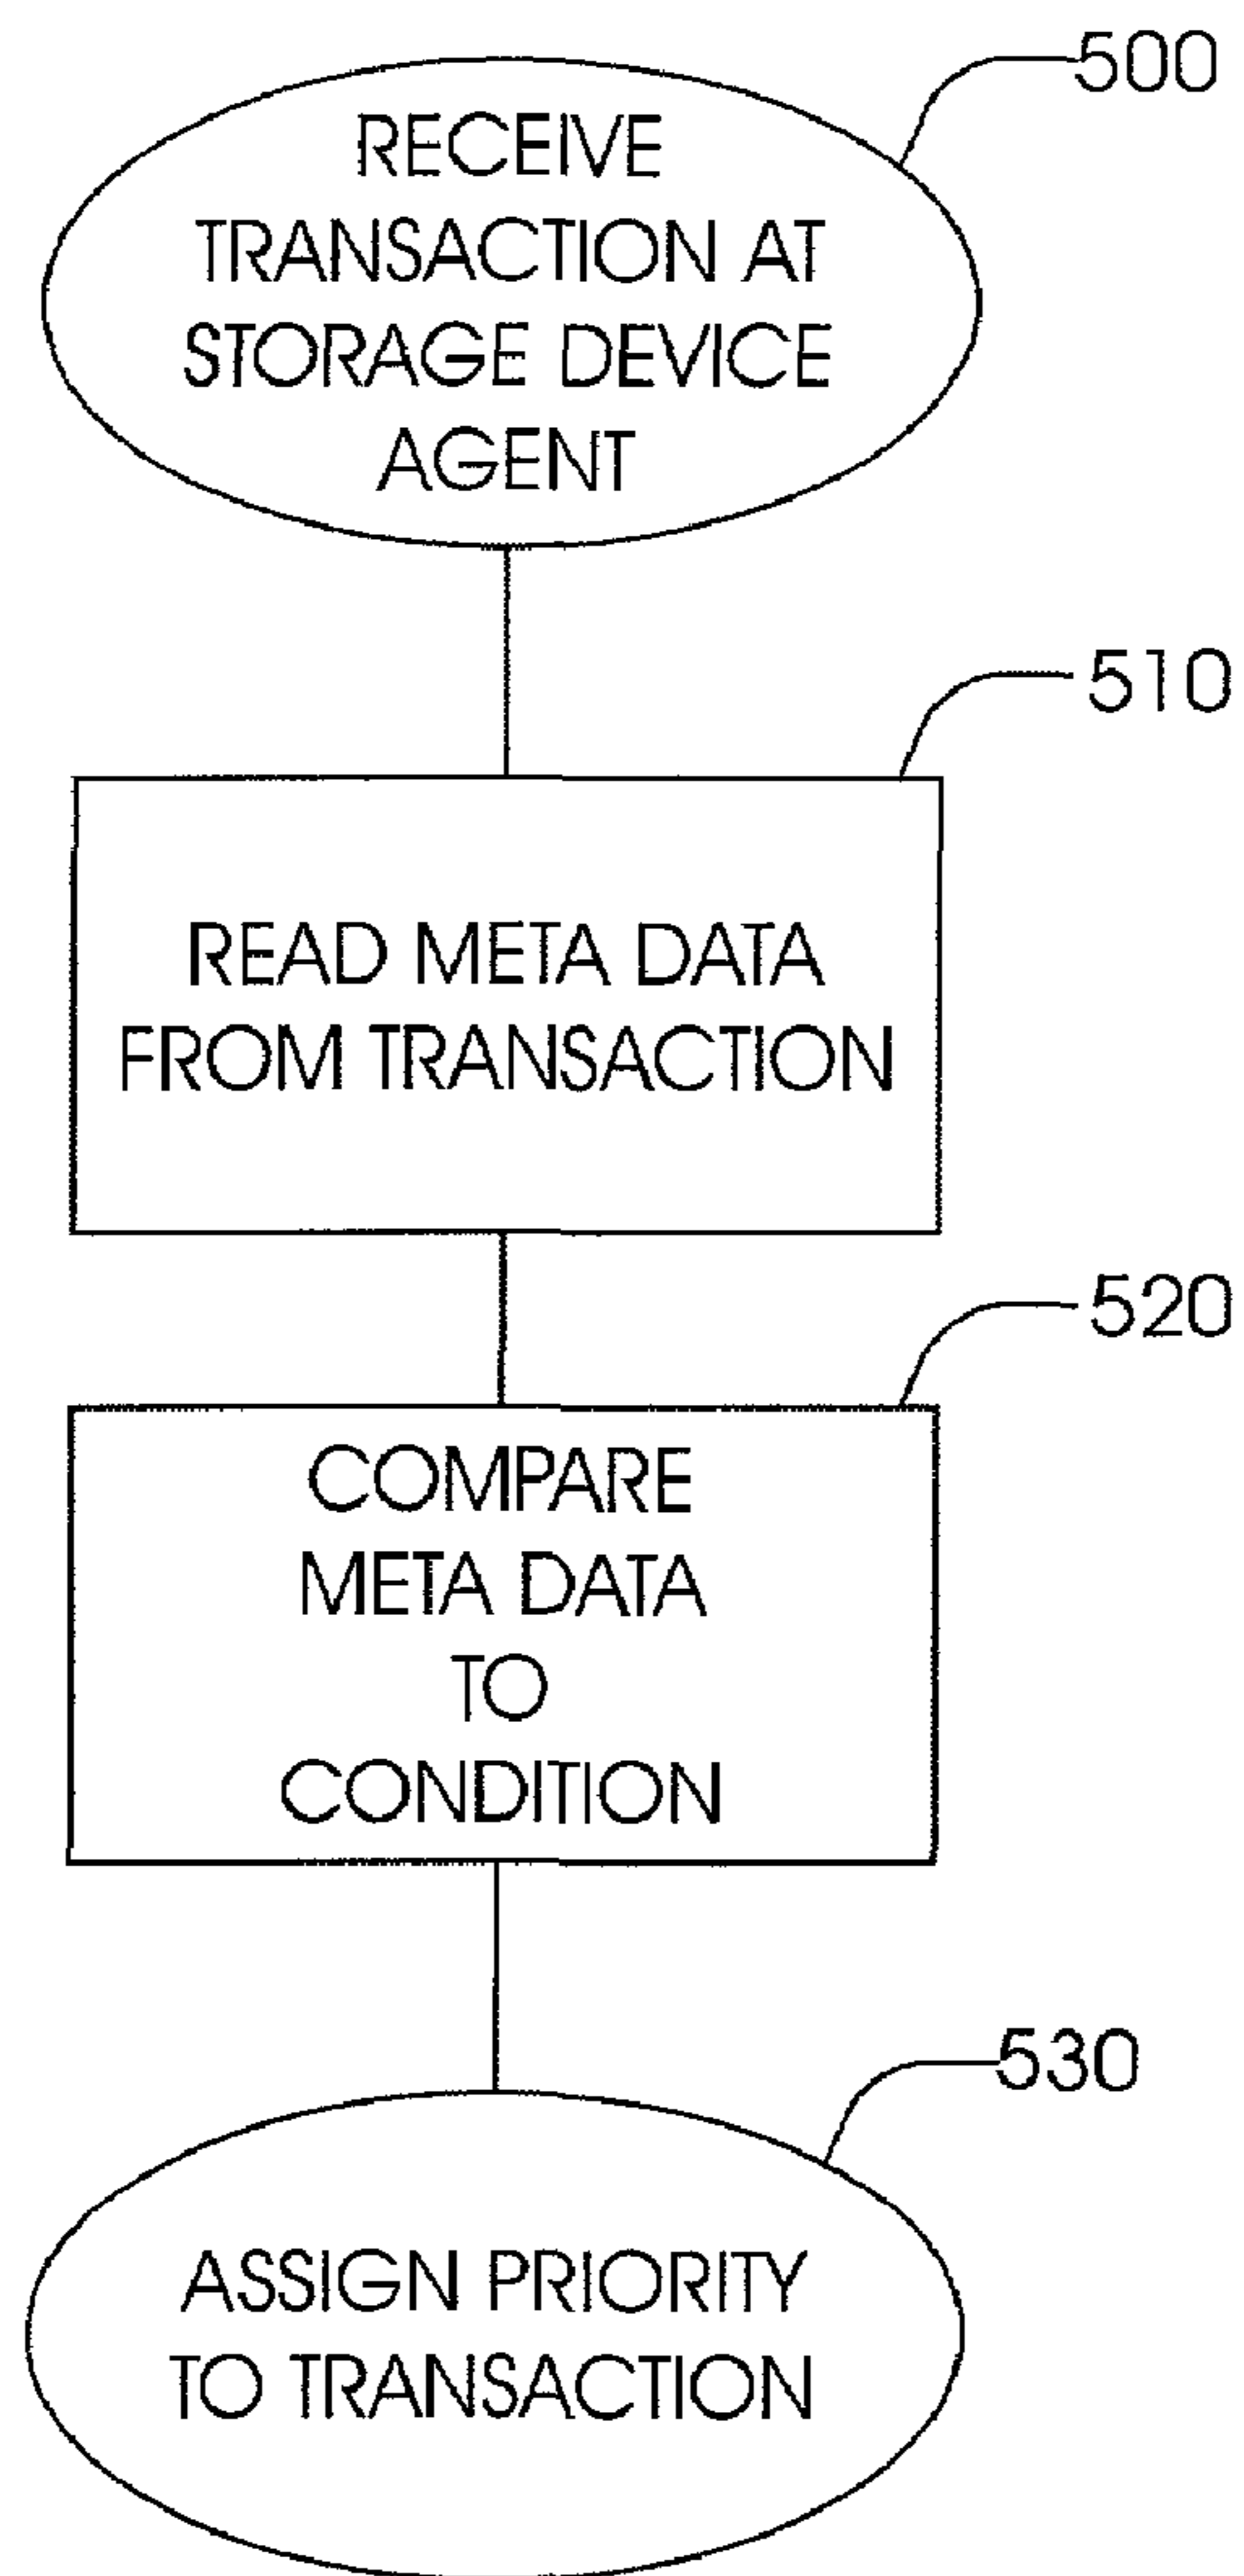 500
RECEIVE
TRANSACTION AT
STORAGE DEVICE
AGENT
510
READ META DATA
FROM TRANSACTION
520
COMPARE
META DATA
TO
CONDITION
530
ASSIGN PRIORITY
TO TRANSACTION